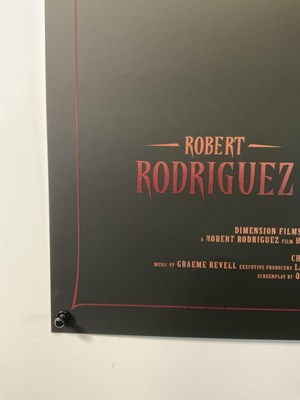 ROBERT
RODRIGUEZ
DIMENSION FILMS
A ROBERT RODRIGUEZ FILM
MUSIC BY GRAEME REVELL EXECUTIVE PRODUCERS
SCREENPLAY BY